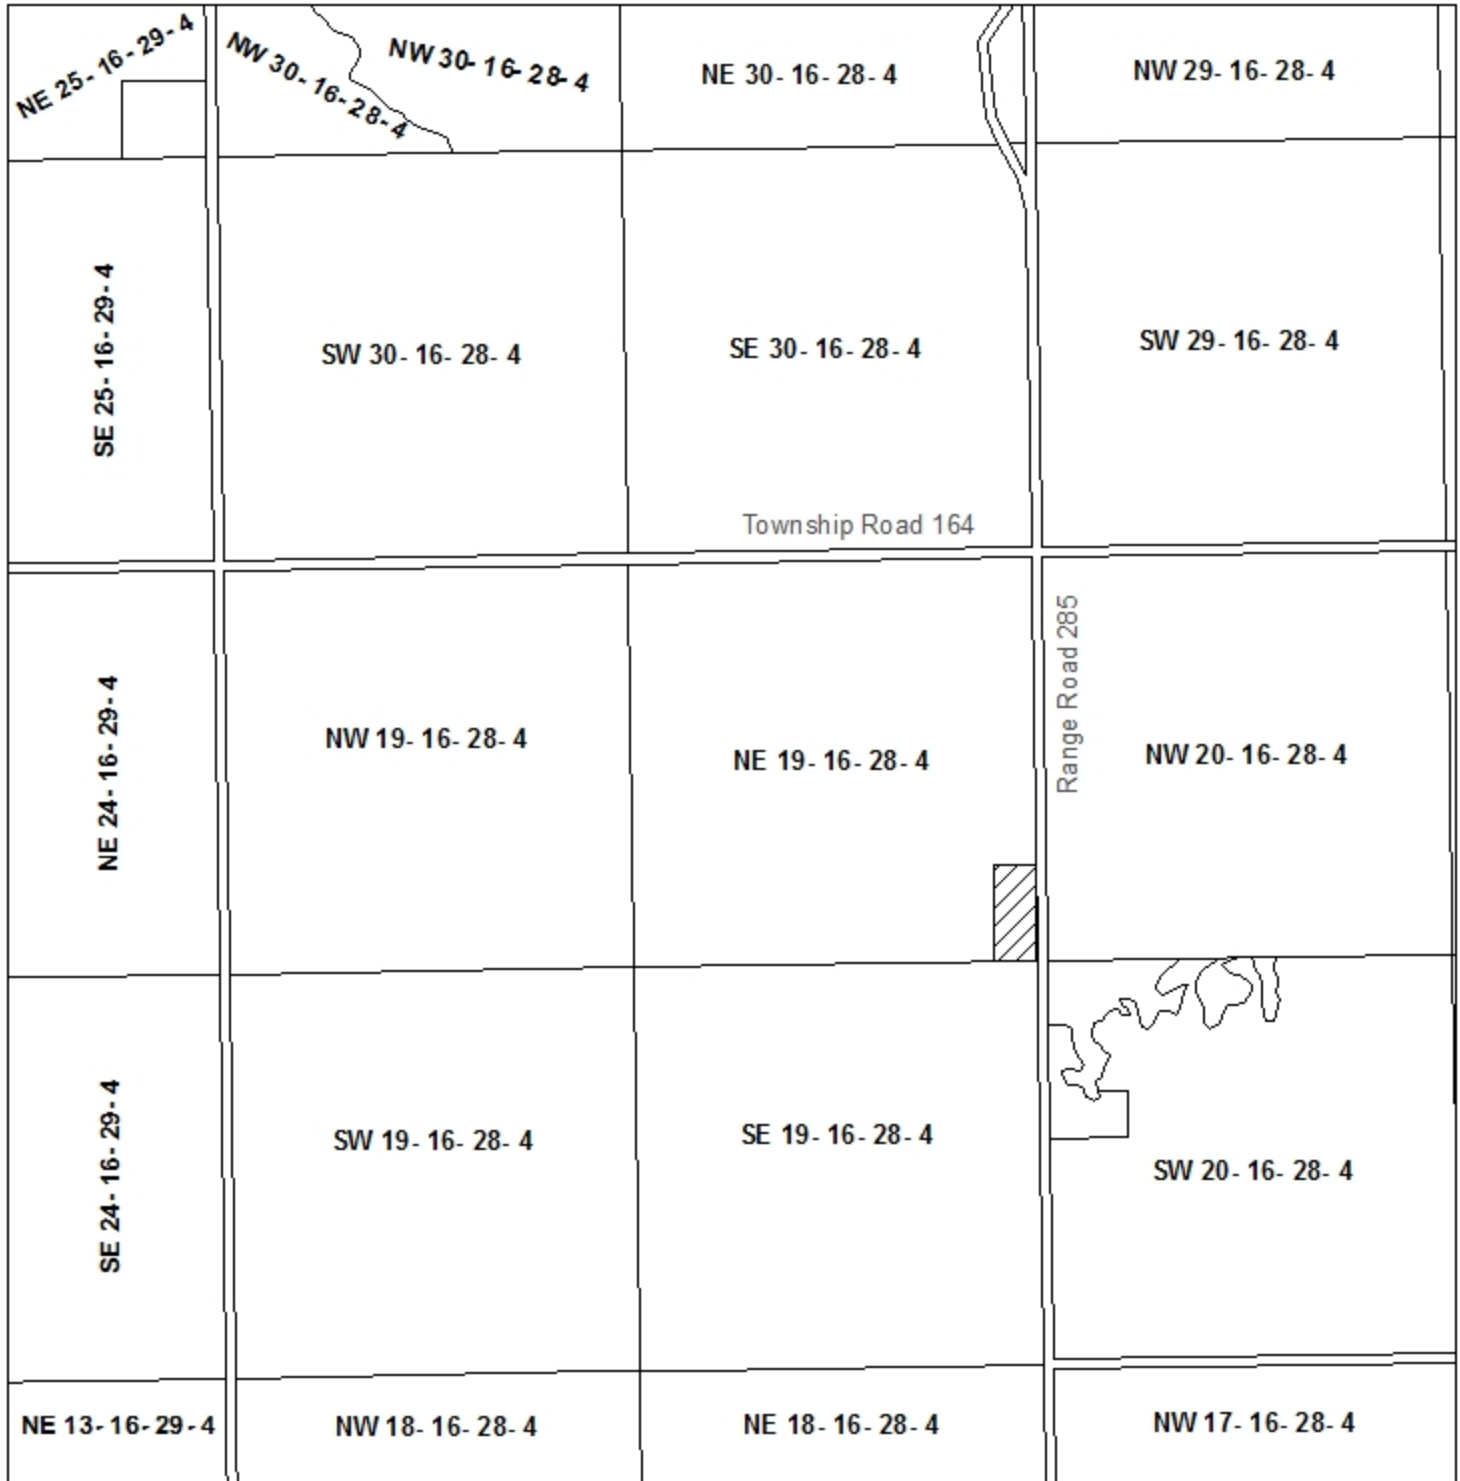 NE 25-16-29-4
NW 30-16-28-4
NW 30-16-28-4
NE 30-16-28-4
NW 29-16-28-4
SE 25-16-29-4
SW 30-16-28-4
SE 30-16-28-4
SW 29-16-28-4
Township Road 164
Range Road 285
NE 24-16-29-4
NW 19-16-28-4
NE 19-16-28-4
NW 20-16-28-4
SE 24-16-29-4
SW 19-16-28-4
SE 19-16-28-4
SW 20-16-28-4
NE 13-16-29-4
NW 18-16-28-4
NE 18-16-28-4
NW 17-16-28-4